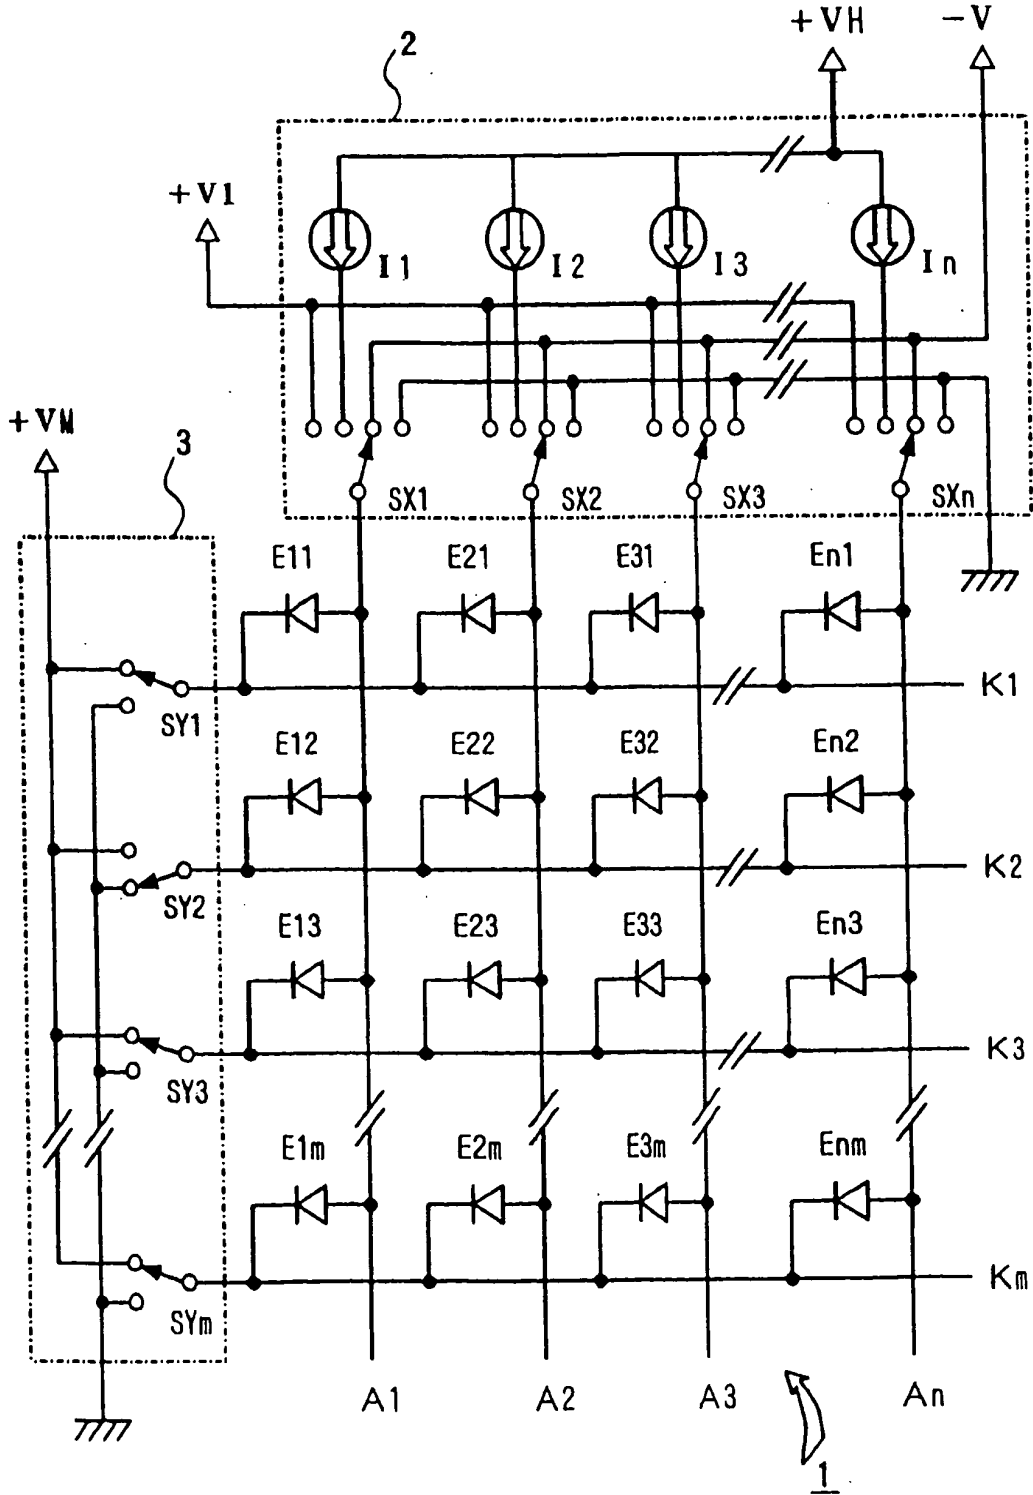 +VH
-V
2
+V1
I1
I2
I3
In
+VM
3
SX1
SX2
SX3
SXn
E11
E21
E31
En1
SY1
K1
E12
E22
E32
En2
SY2
K2
E13
E23
E33
En3
SY3
K3
E1m
E2m
E3m
Enm
SYm
Km
A1
A2
A3
An
1